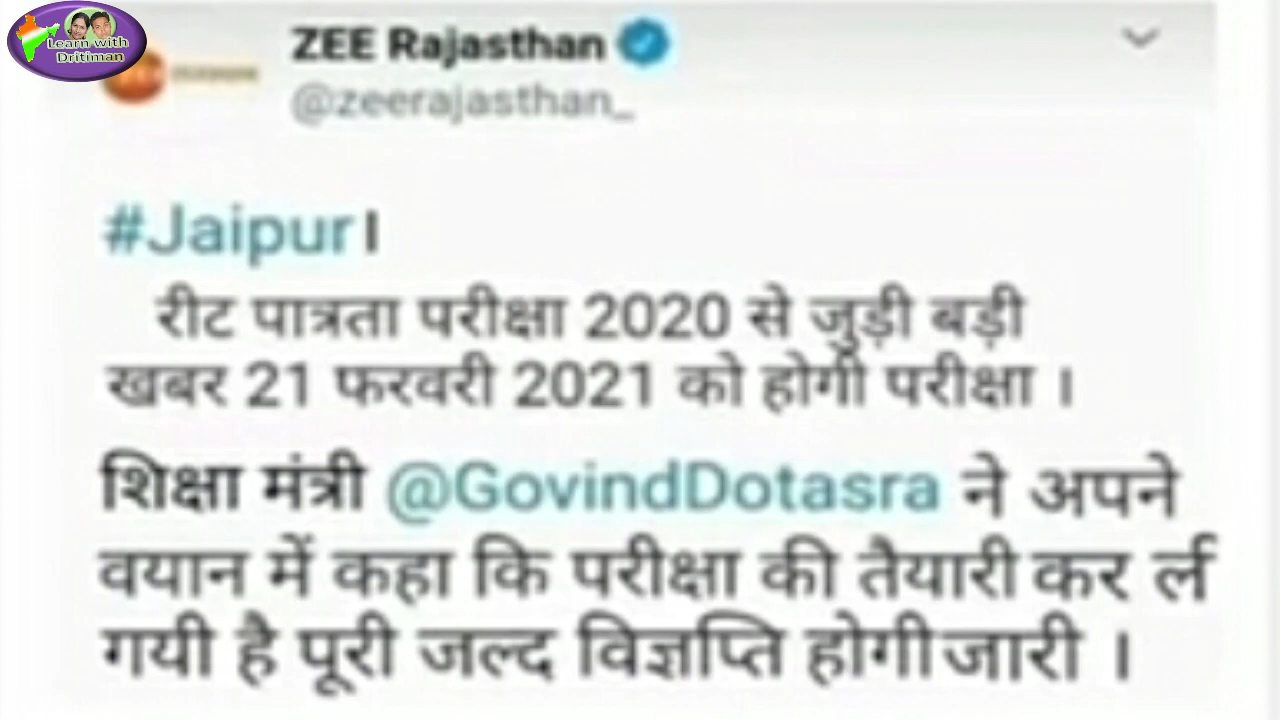 Learn with
Dritiman
ZEE Rajasthan
@zeerajasthan_
#Jaipur।
रीट पात्रता परीक्षा 2020 से जुड़ी बड़ी
खबर 21 फरवरी 2021 को होगी परीक्षा ।
शिक्षा मंत्री @GovindDotasra ने अपने
वयान में कहा कि परीक्षा की तैयारी कर र्ल
गयी है पूरी जल्द विज्ञप्ति होगी जारी ।